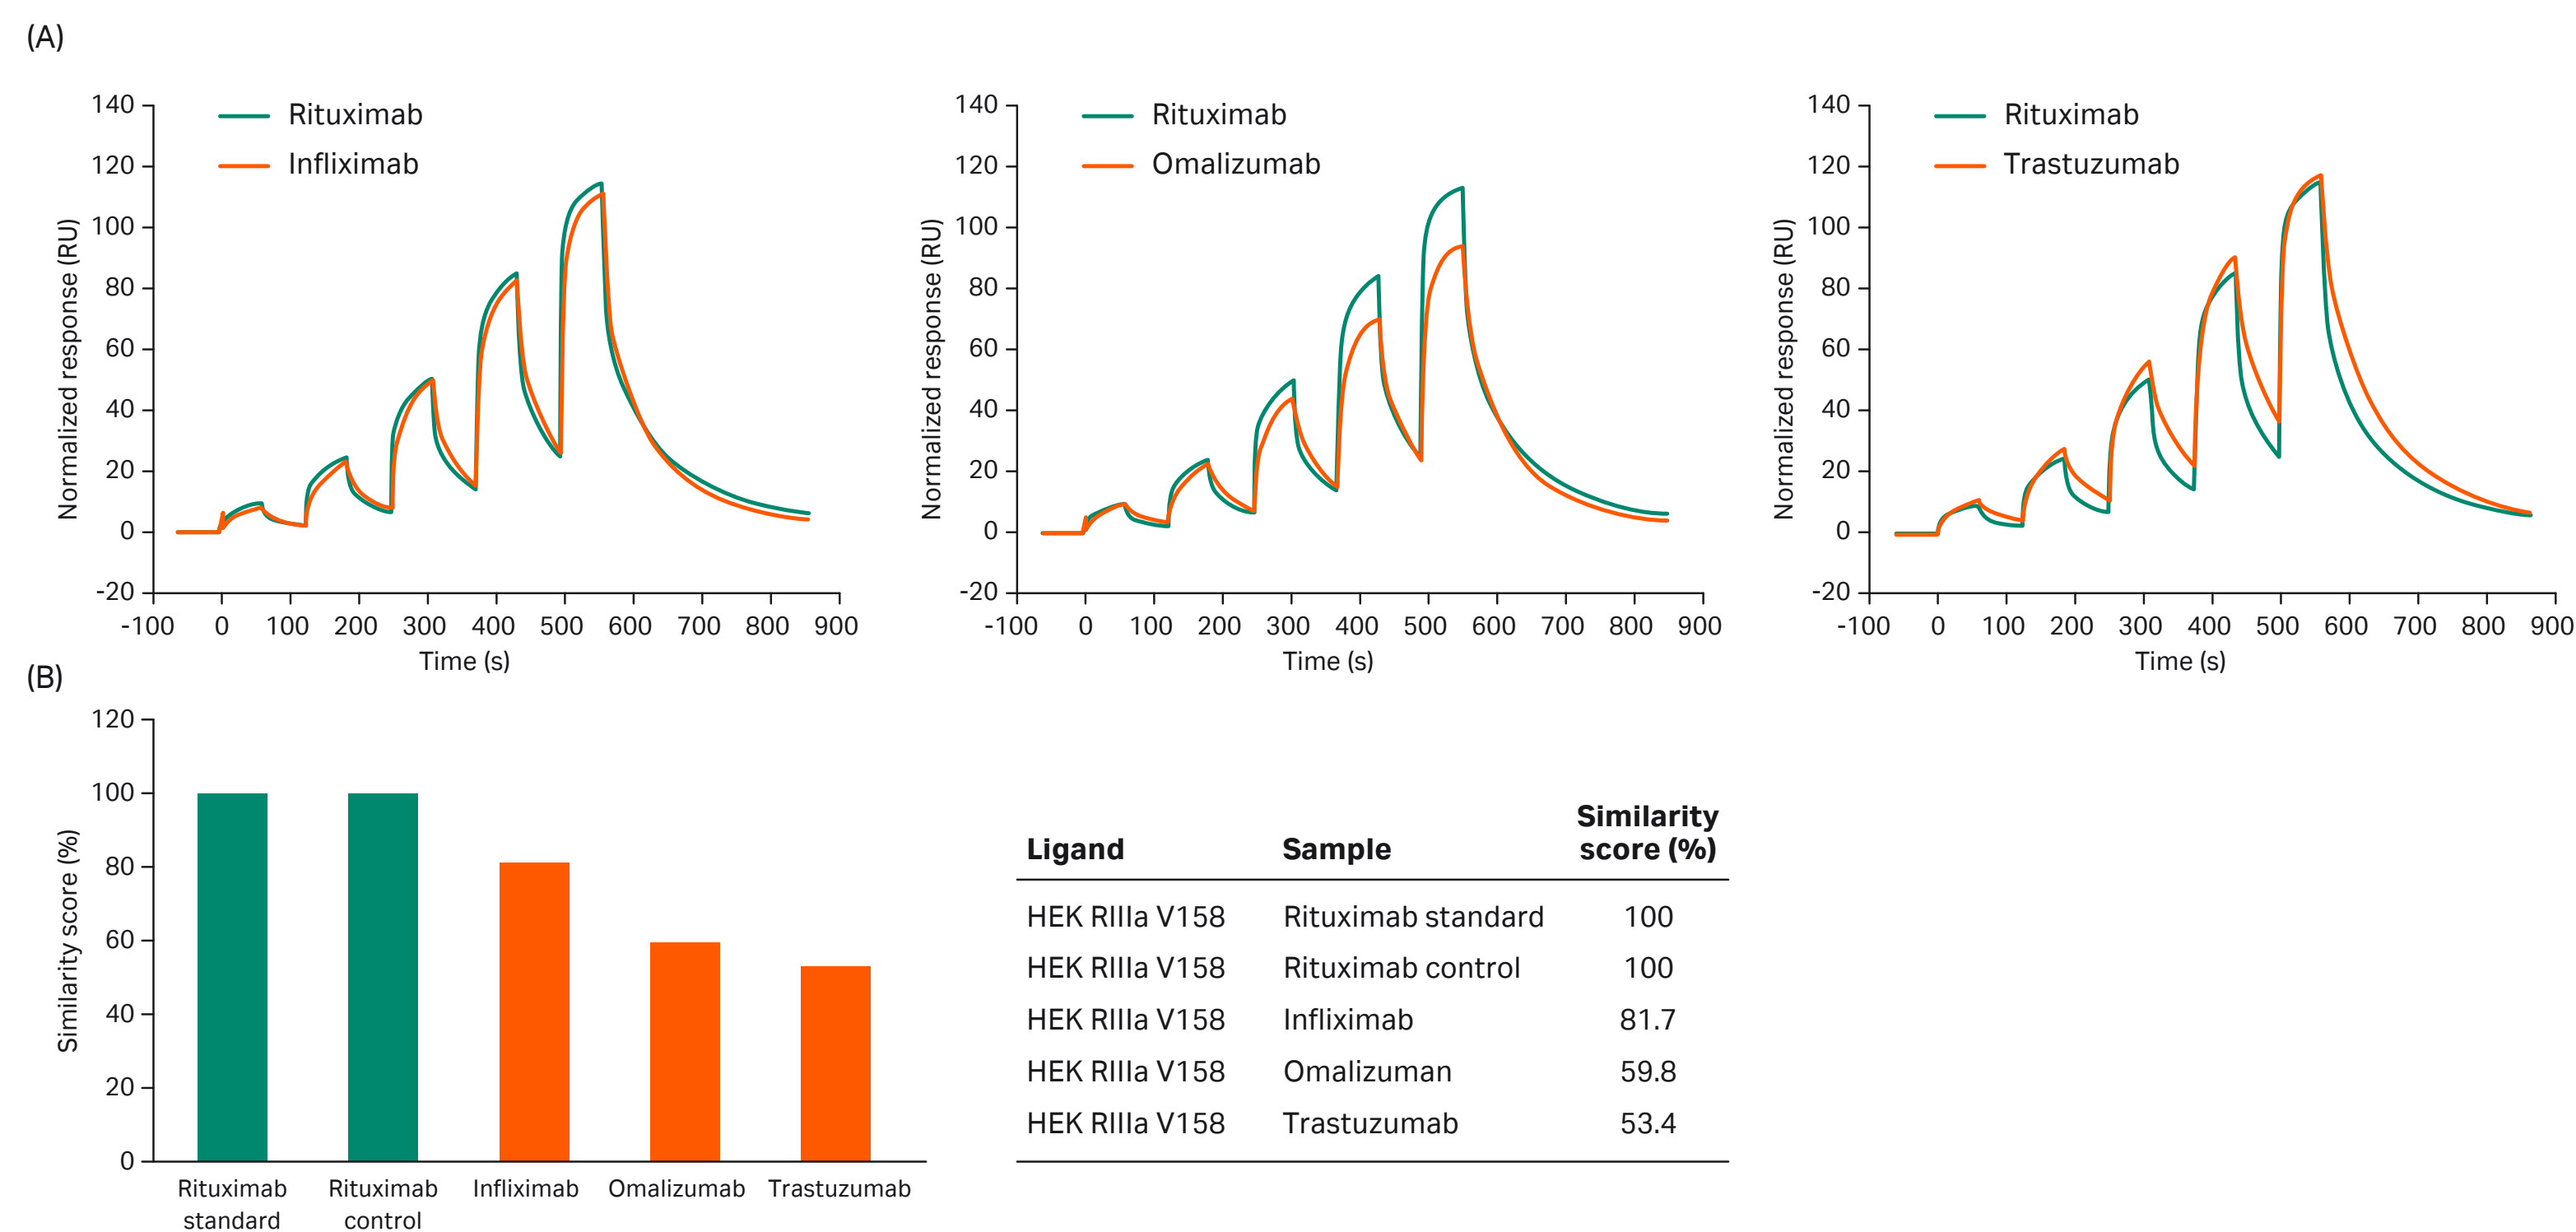 (A)
140
120
100
80
60
40
20
0
-20
Normalized response (RU)
Rituximab
Infliximab
-100 0 100 200 300 400 500 600 700 800 900
Time (s)
140
120
100
80
60
40
20
0
-20
Normalized response (RU)
Rituximab
Omalizumab
-100 0 100 200 300 400 500 600 700 800 900
Time (s)
140
120
100
80
60
40
20
0
-20
Normalized response (RU)
Rituximab
Trastuzumab
-100 0 100 200 300 400 500 600 700 800 900
Time (s)
(B)
120
100
80
60
40
20
0
Similarity score (%)
Rituximab standard
Rituximab control
Infliximab
Omalizumab
Trastuzumab
Ligand Sample Similarity score (%)
HEK RIIIa V158 Rituximab standard 100
HEK RIIIa V158 Rituximab control 100
HEK RIIIa V158 Infliximab 81.7
HEK RIIIa V158 Omalizuman 59.8
HEK RIIIa V158 Trastuzumab 53.4